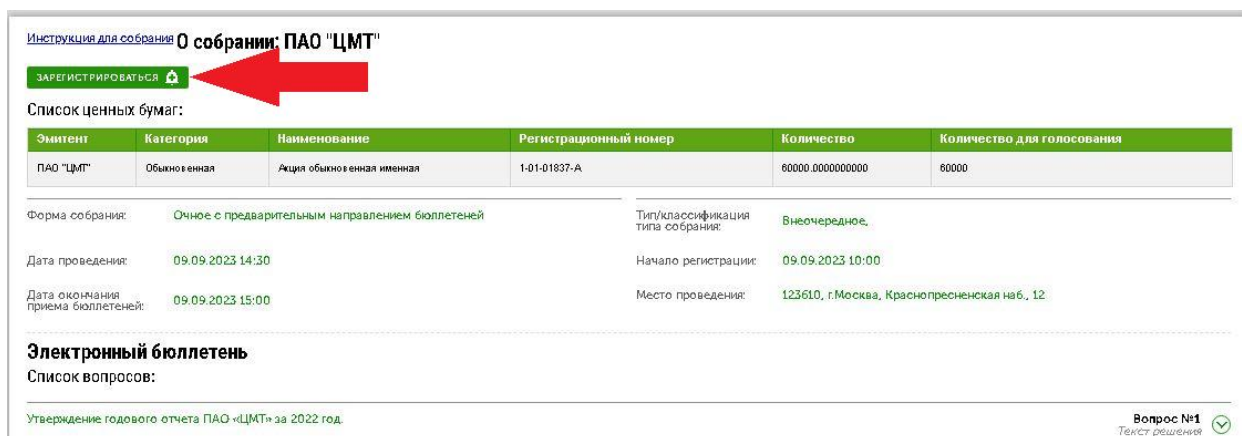 Инструкция для собрания О собрании: ПАО "ЦМТ"
ЗАРЕГИСТРИРОВАТЬСЯ
Список ценных бумаг:
Эмитент Категория Наименование Регистрационный номер Количество Количество для голосования
ПАО "ЦМТ" Обыкновенная Акция обыкновенная именная 1-01-01837-А 60000.0000000000 60000
Форма собрания: Очное с предварительным направлением бюллетеней
Тип/классификация
типа собрания: Внеочередное,
Дата проведения: 09.09.2023 14:30
Начало регистрации: 09.09.2023 10:00
Дата окончания
приема бюллетеней: 09.09.2023 15:00
Место проведения: 123610, г.Москва, Краснопресненская наб., 12
Электронный бюллетень
Список вопросов:
Утверждение годового отчета ПАО «ЦМТ» за 2022 год.
Вопрос №1
Текст решения